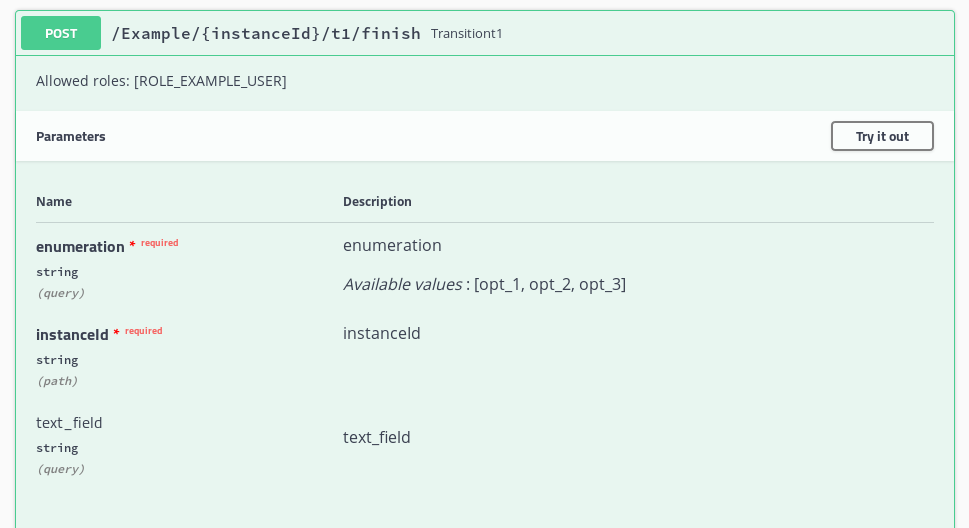 POST /Example/{instanceId}/t1/finish Transitiont1
Allowed roles: [ROLE_EXAMPLE_USER]
Parameters Try it out
Name Description
enumeration * required enumeration
string
Available values : [opt_1, opt_2, opt_3]
(query)
instanceId * required instanceId
string
(path)
text_field
text_field
string
(query)